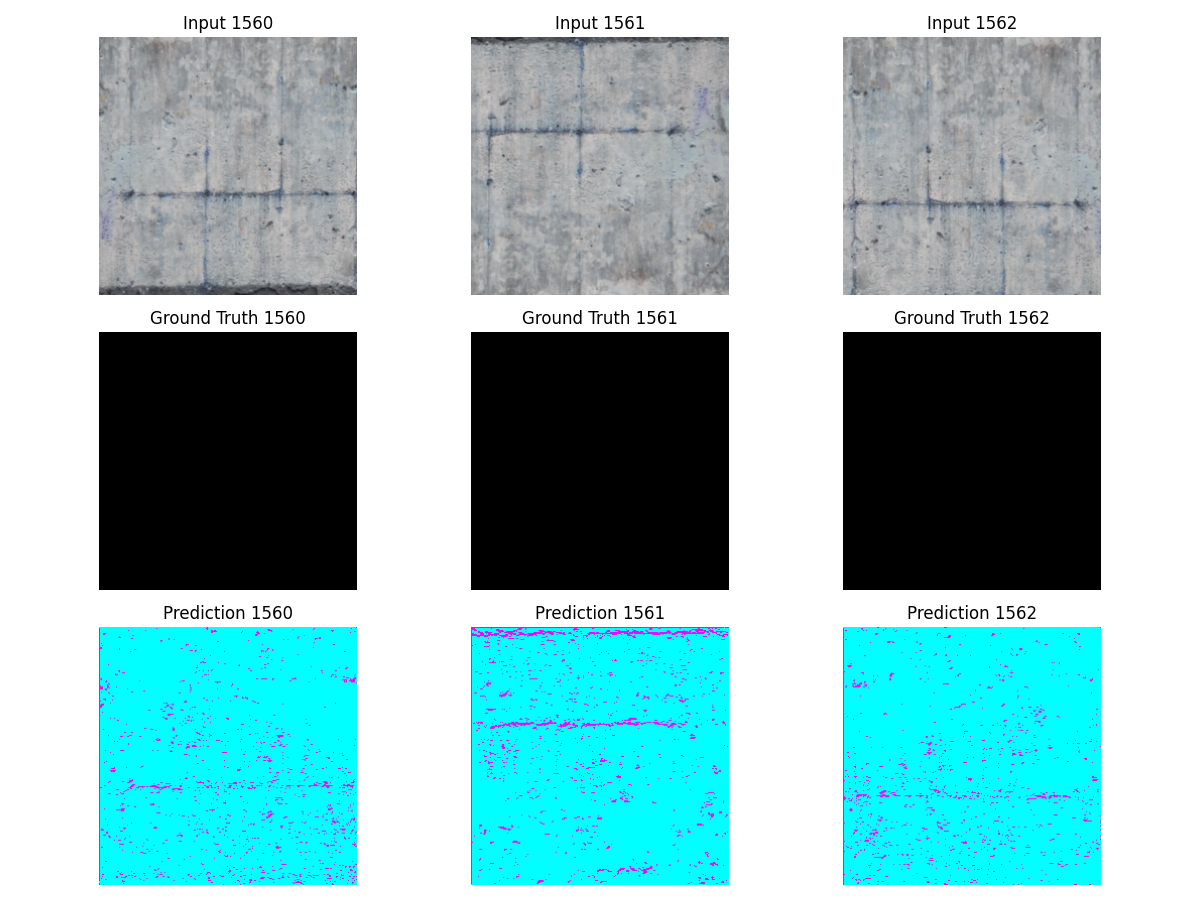 Input 1560
Input 1561
Input 1562
Ground Truth 1560
Ground Truth 1561
Ground Truth 1562
Prediction 1560
Prediction 1561
Prediction 1562